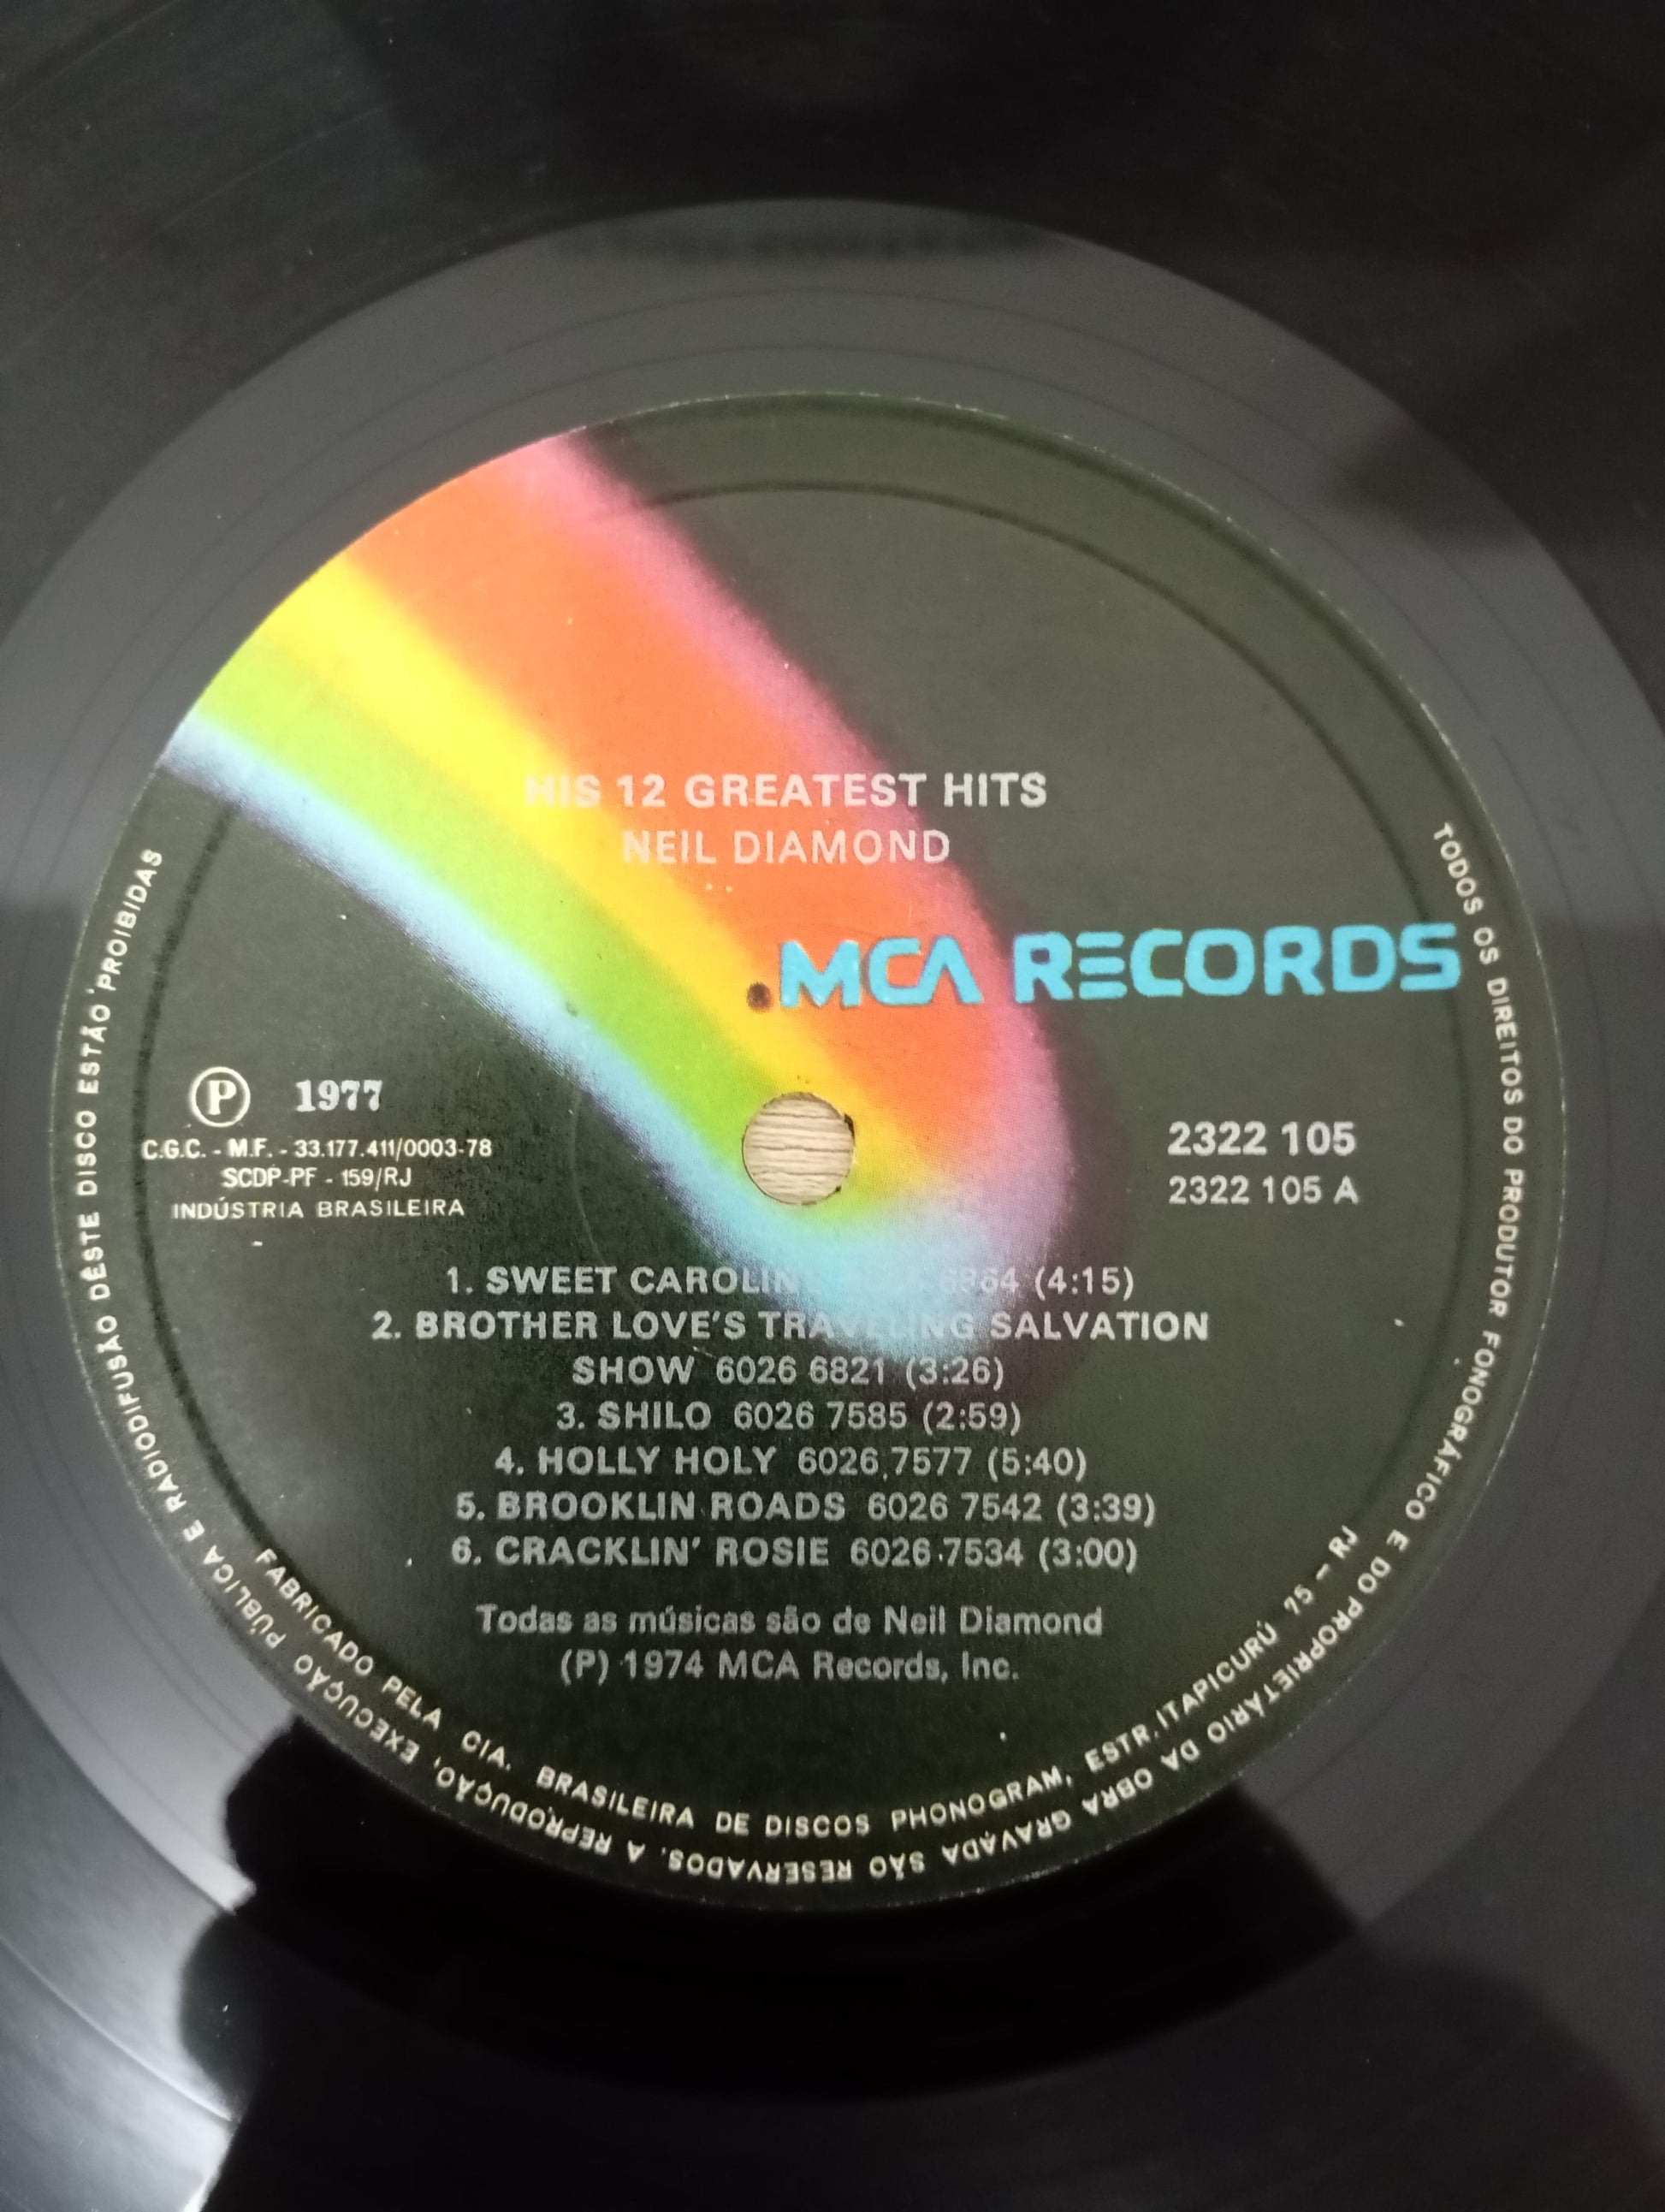 HIS 12 GREATEST HITS
NEIL DIAMOND
MCA RECORDS
Ⓟ 1977
C.G.C. - M.F. - 33.177.411/0003-78
SCDP-PF - 159/RJ
INDÚSTRIA BRASILEIRA
2322 105
2322 105 A
1. SWEET CAROLIN 6864 (4:15)
2. BROTHER LOVE'S TRAVELING SALVATION
SHOW 6026 6821 (3:26)
3. SHILO 6026 7585 (2:59)
4. HOLLY HOLY 6026 7577 (5:40)
5. BROOKLIN ROADS 6026 7542 (3:39)
6. CRACKLIN' ROSIE 6026 7534 (3:00)
Todas as músicas são de Neil Diamond
(P) 1974 MCA Records, Inc.
FABRICADO PELA CIA. BRASILEIRA DE DISCOS PHONOGRAM, ESTR. ITAPICURÚ 75 - RJ
TODOS OS DIREITOS DO PRODUTOR FONOGRÁFICO E DO PROPRIETÁRIO DA OBRA GRAVADA SÃO RESERVADOS. A REPRODUÇÃO, EXECUÇÃO PÚBLICA E RADIODIFUSÃO DÊSTE DISCO ESTÃO PROIBIDAS